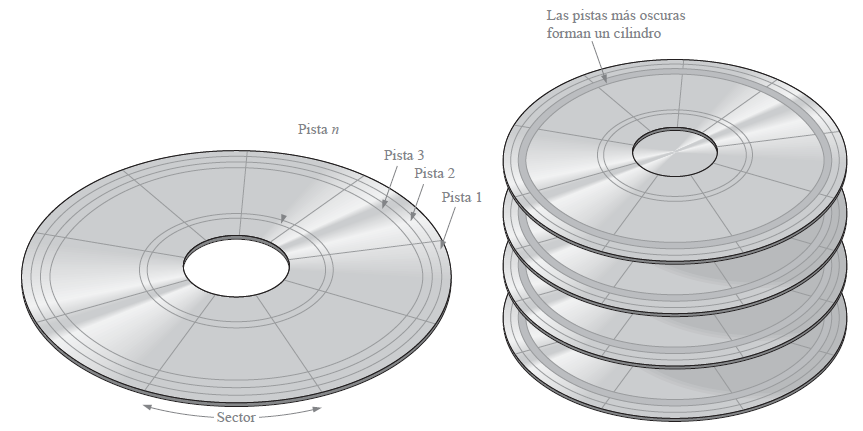 Las pistas más oscuras
forman un cilindro
Pista n
Pista 3
Pista 2
Pista 1
Sector